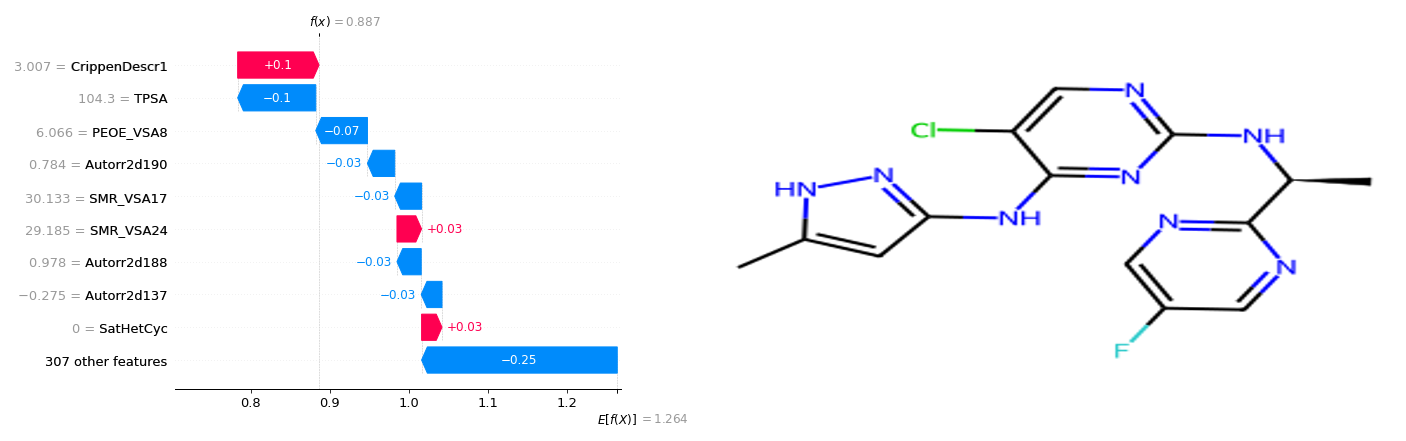 f(x) = 0.887
3.007 = CrippenDescr1 +0.1
104.3 = TPSA −0.1
6.066 = PEOE_VSA8 −0.07
0.784 = Autorr2d190 −0.03
30.133 = SMR_VSA17 −0.03
29.185 = SMR_VSA24 +0.03
0.978 = Autorr2d188 −0.03
−0.275 = Autorr2d137 −0.03
0 = SatHetCyc +0.03
307 other features −0.25
0.8 0.9 1.0 1.1 1.2
E[f(X)] = 1.264
N
Cl
NH
N
N
HN
NH
N
N
F